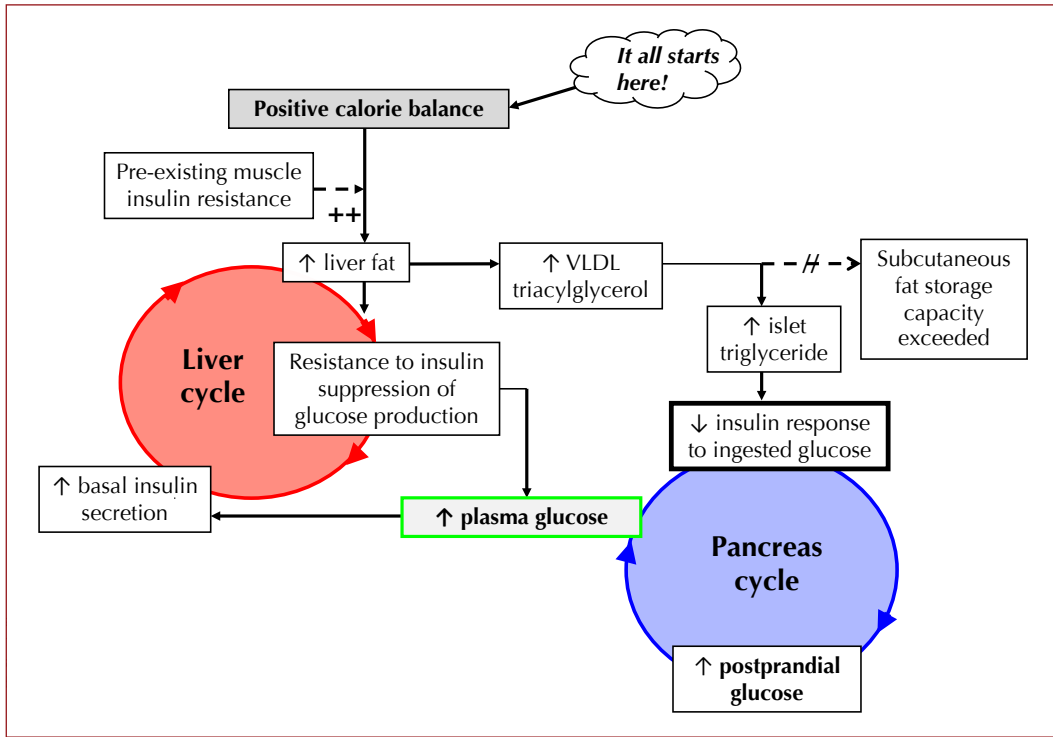 It all starts
here!
Positive calorie balance
Pre-existing muscle
insulin resistance
++
↑ liver fat
↑ VLDL
triacylglycerol
Subcutaneous
fat storage
capacity
exceeded
↑ islet
triglyceride
Liver
cycle
Resistance to insulin
suppression of
glucose production
↓ insulin response
to ingested glucose
↑ basal insulin
secretion
↑ plasma glucose
Pancreas
cycle
↑ postprandial
glucose